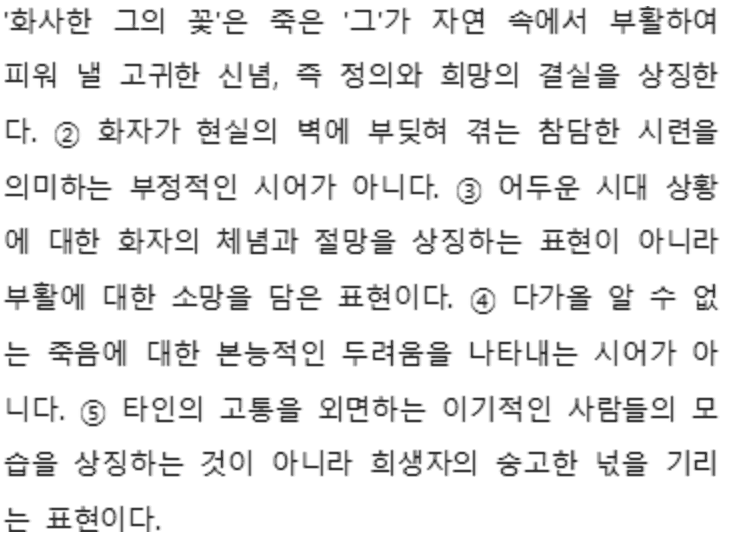 '화사한 그의 꽃'은 죽은 '그'가 자연 속에서 부활하여
피워 낼 고귀한 신념, 즉 정의와 희망의 결실을 상징한
다. ② 화자가 현실의 벽에 부딪혀 겪는 참담한 시련을
의미하는 부정적인 시어가 아니다. ③ 어두운 시대 상황
에 대한 화자의 체념과 절망을 상징하는 표현이 아니라
부활에 대한 소망을 담은 표현이다. ④ 다가올 알 수 없
는 죽음에 대한 본능적인 두려움을 나타내는 시어가 아
니다. ⑤ 타인의 고통을 외면하는 이기적인 사람들의 모
습을 상징하는 것이 아니라 희생자의 숭고한 넋을 기리
는 표현이다.